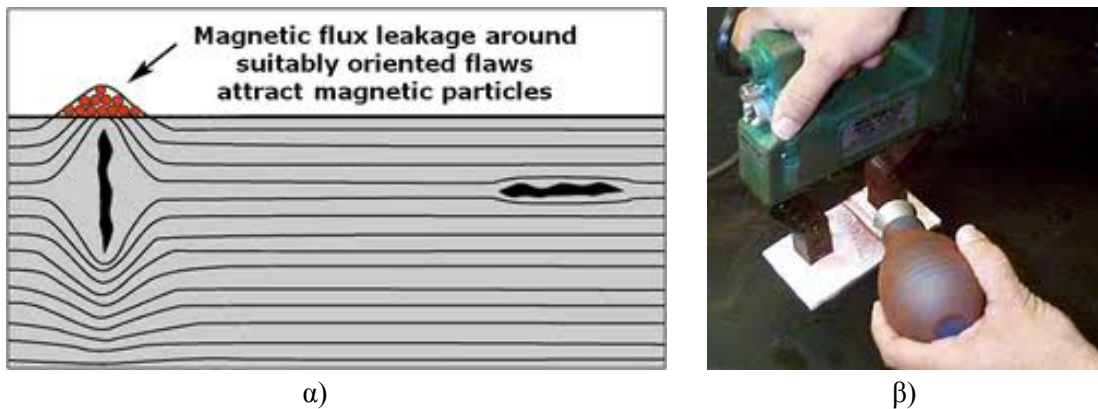 Magnetic flux leakage around
suitably oriented flaws
attract magnetic particles
α)
β)